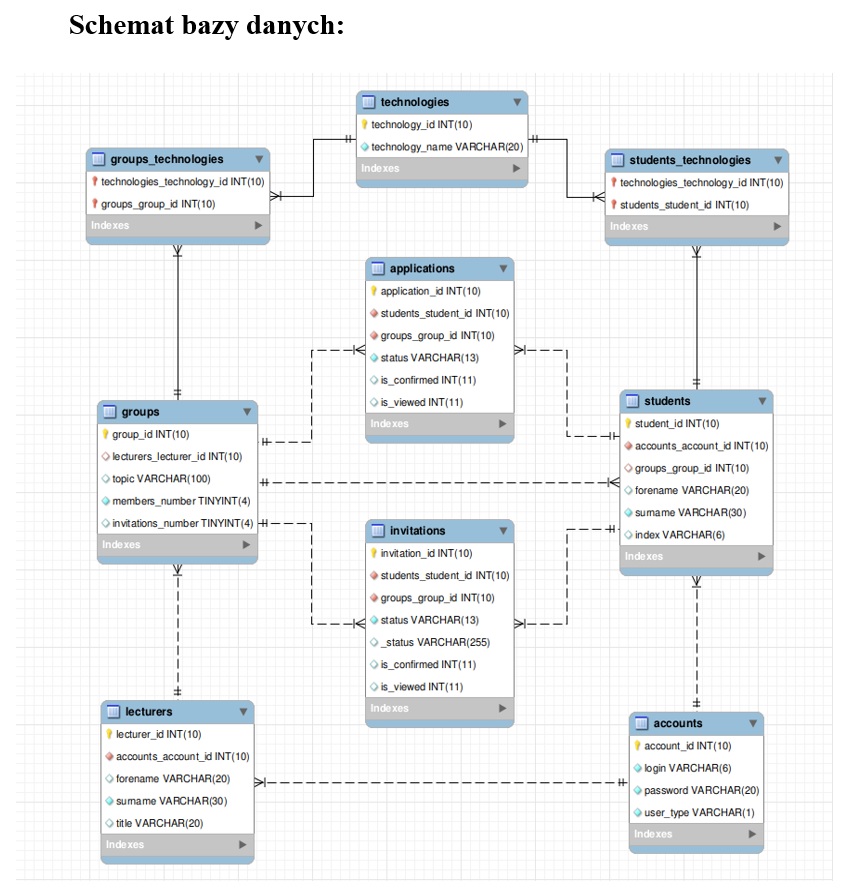 Schemat bazy danych:
technologies
technology_id INT(10)
technology_name VARCHAR(20)
Indexes
groups_technologies
technologies_technology_id INT(10)
groups_group_id INT(10)
Indexes
students_technologies
technologies_technology_id INT(10)
students_student_id INT(10)
Indexes
applications
application_id INT(10)
students_student_id INT(10)
groups_group_id INT(10)
status VARCHAR(13)
is_confirmed INT(11)
is_viewed INT(11)
Indexes
groups
group_id INT(10)
lecturers_lecturer_id INT(10)
topic VARCHAR(100)
members_number TINYINT(4)
invitations_number TINYINT(4)
Indexes
students
student_id INT(10)
accounts_account_id INT(10)
groups_group_id INT(10)
forename VARCHAR(20)
surname VARCHAR(30)
index VARCHAR(6)
Indexes
invitations
invitation_id INT(10)
students_student_id INT(10)
groups_group_id INT(10)
status VARCHAR(13)
_status VARCHAR(255)
is_confirmed INT(11)
is_viewed INT(11)
Indexes
lecturers
lecturer_id INT(10)
accounts_account_id INT(10)
forename VARCHAR(20)
surname VARCHAR(30)
title VARCHAR(20)
Indexes
accounts
account_id INT(10)
login VARCHAR(6)
password VARCHAR(20)
user_type VARCHAR(1)
Indexes